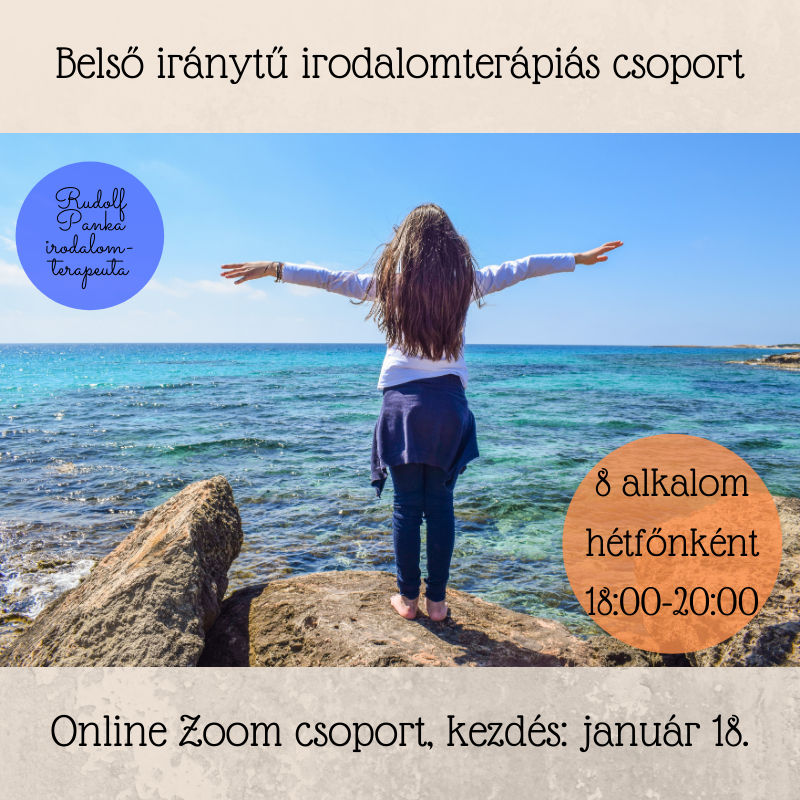 Belső iránytű irodalomterápiás csoport
Rudolf
Panka
irodalom-
terapeuta
8 alkalom
hétfőnként
18:00-20:00
Online Zoom csoport, kezdés: január 18.